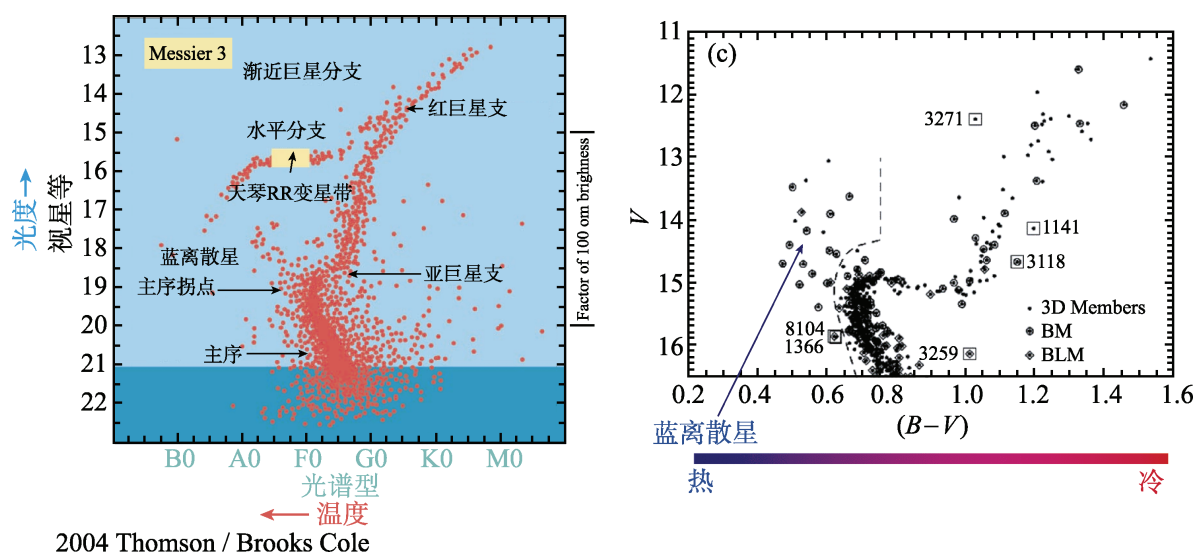 Messier 3
渐近巨星分支
红巨星支
水平分支
天琴RR变星带
蓝离散星
亚巨星支
主序拐点
主序
光度
视星等
13
14
15
16
17
18
19
20
21
22
B0 A0 F0 G0 K0 M0
光谱型
温度
Factor of 100 om brighness
2004 Thomson / Brooks Cole
(c)
V
11
12
13
14
15
16
3271
1141
3118
8104
1366
3259
3D Members
BM
BLM
0.2 0.4 0.6 0.8 1.0 1.2 1.4 1.6
(B−V)
蓝离散星
热 冷